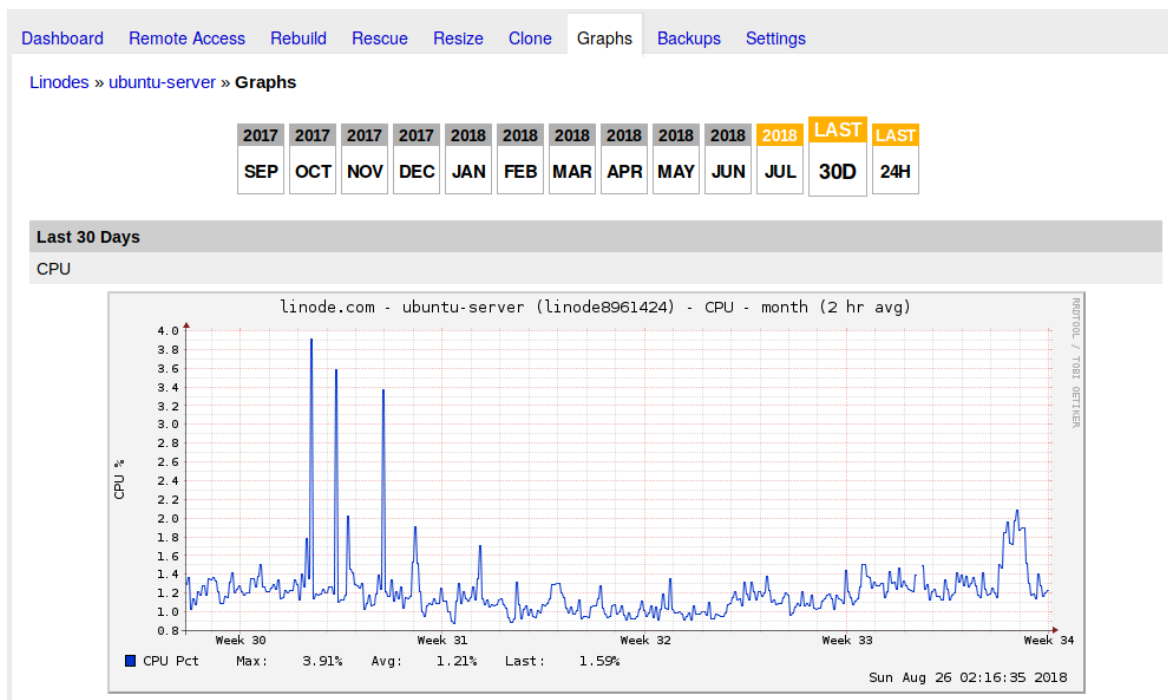 Dashboard Remote Access Rebuild Rescue Resize Clone Graphs Backups Settings
Linodes » ubuntu-server » Graphs
2017 2017 2017 2017 2018 2018 2018 2018 2018 2018 2018 LAST LAST
SEP OCT NOV DEC JAN FEB MAR APR MAY JUN JUL 30D 24H
Last 30 Days
CPU
linode.com - ubuntu-server (linode8961424) - CPU - month (2 hr avg)
RRDTOOL / TOBI OETIKER
CPU %
4.0
3.8
3.6
3.4
3.2
3.0
2.8
2.6
2.4
2.2
2.0
1.8
1.6
1.4
1.2
1.0
0.8
Week 30 Week 31 Week 32 Week 33 Week 34
CPU Pct Max: 3.91% Avg: 1.21% Last: 1.59%
Sun Aug 26 02:16:35 2018